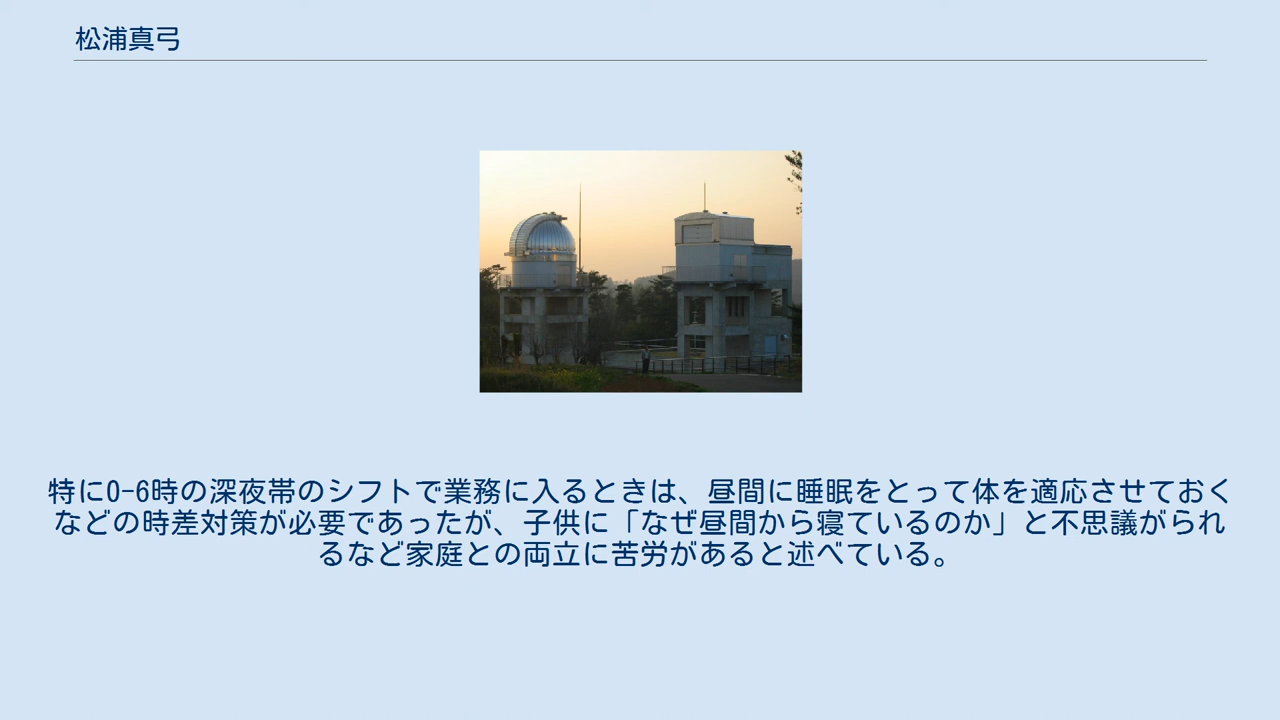 松浦真弓
特に0-6時の深夜帯のシフトで業務に入るときは、昼間に睡眠をとって体を適応させておく
などの時差対策が必要であったが、子供に「なぜ昼間から寝ているのか」と不思議がられ
るなど家庭との両立に苦労があると述べている。